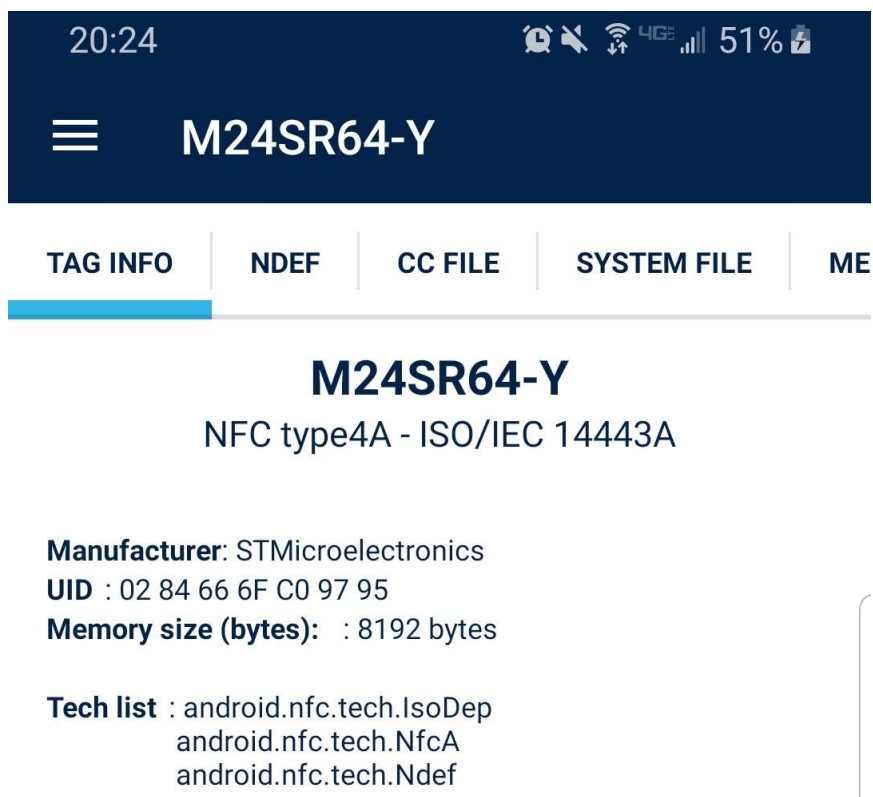 20:24 4GE 51%
M24SR64-Y
TAG INFO NDEF CC FILE SYSTEM FILE ME
M24SR64-Y
NFC type4A - ISO/IEC 14443A
Manufacturer: STMicroelectronics
UID : 02 84 66 6F C0 97 95
Memory size (bytes): : 8192 bytes
Tech list : android.nfc.tech.IsoDep
android.nfc.tech.NfcA
android.nfc.tech.Ndef